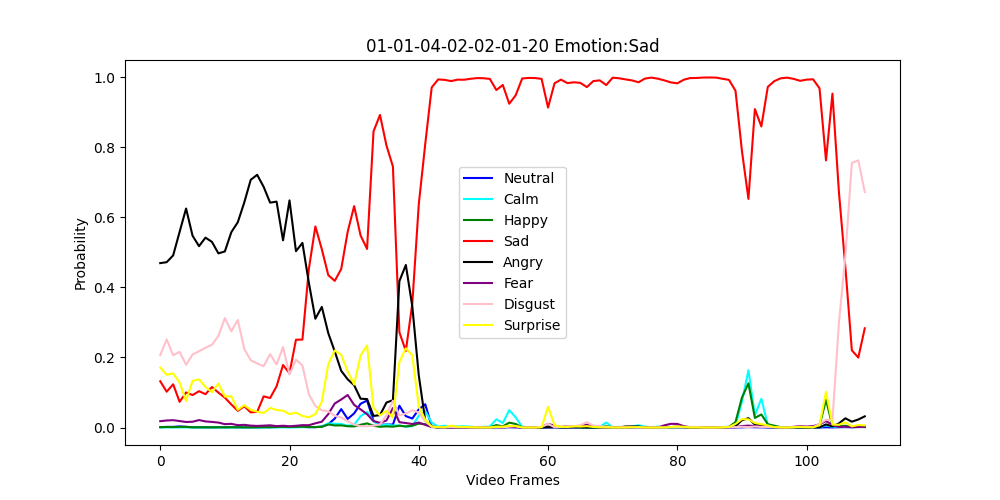 01-01-04-02-02-01-20 Emotion:Sad
Probability
1.0
0.8
0.6
0.4
0.2
0.0
Neutral
Calm
Happy
Sad
Angry
Fear
Disgust
Surprise
0 20 40 60 80 100
Video Frames